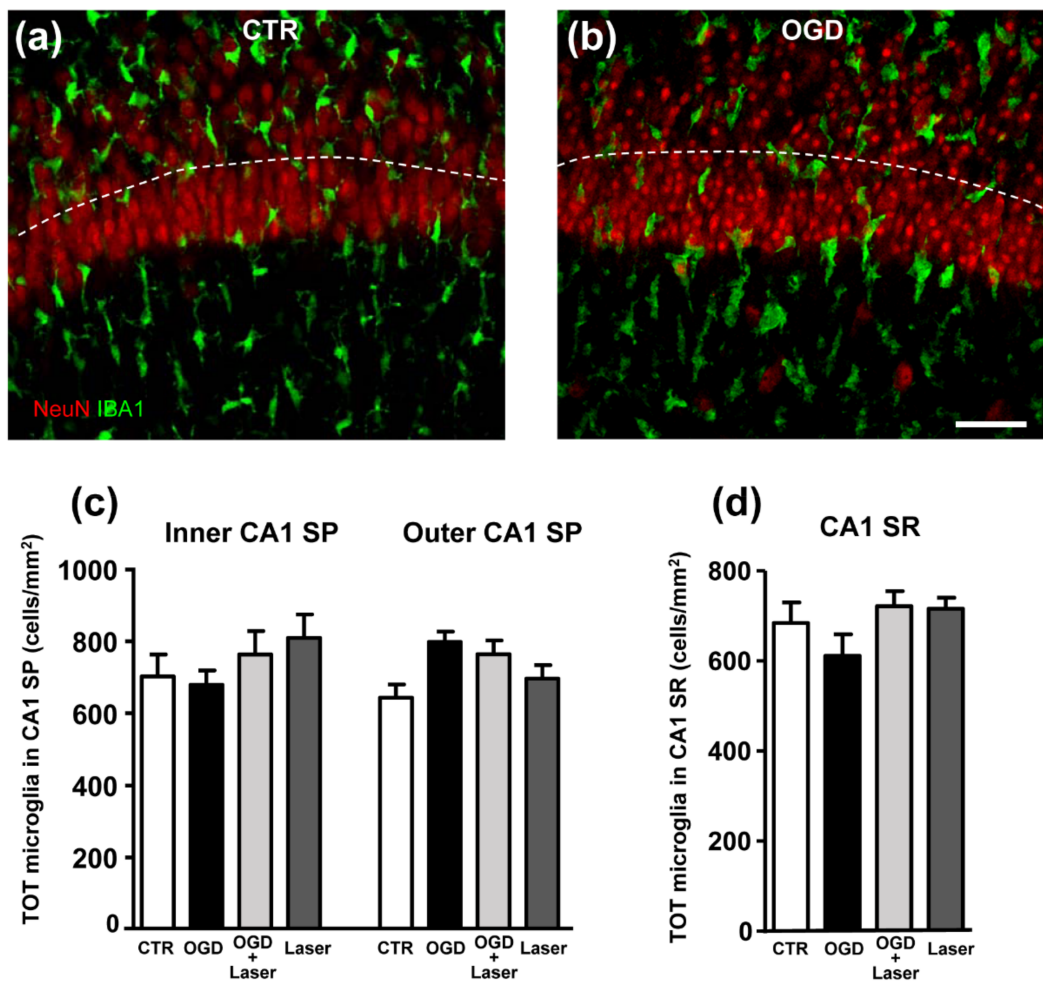 (a)
CTR
NeuN IBA1
(b)
OGD
(c)
Inner CA1 SP
Outer CA1 SP
TOT microglia in CA1 SP (cells/mm²)
1000
800
600
400
200
0
CTR
OGD
OGD
+
Laser
Laser
CTR
OGD
OGD
+
Laser
Laser
(d)
CA1 SR
TOT microglia in CA1 SR (cells/mm²)
800
600
400
200
0
CTR
OGD
OGD
+
Laser
Laser